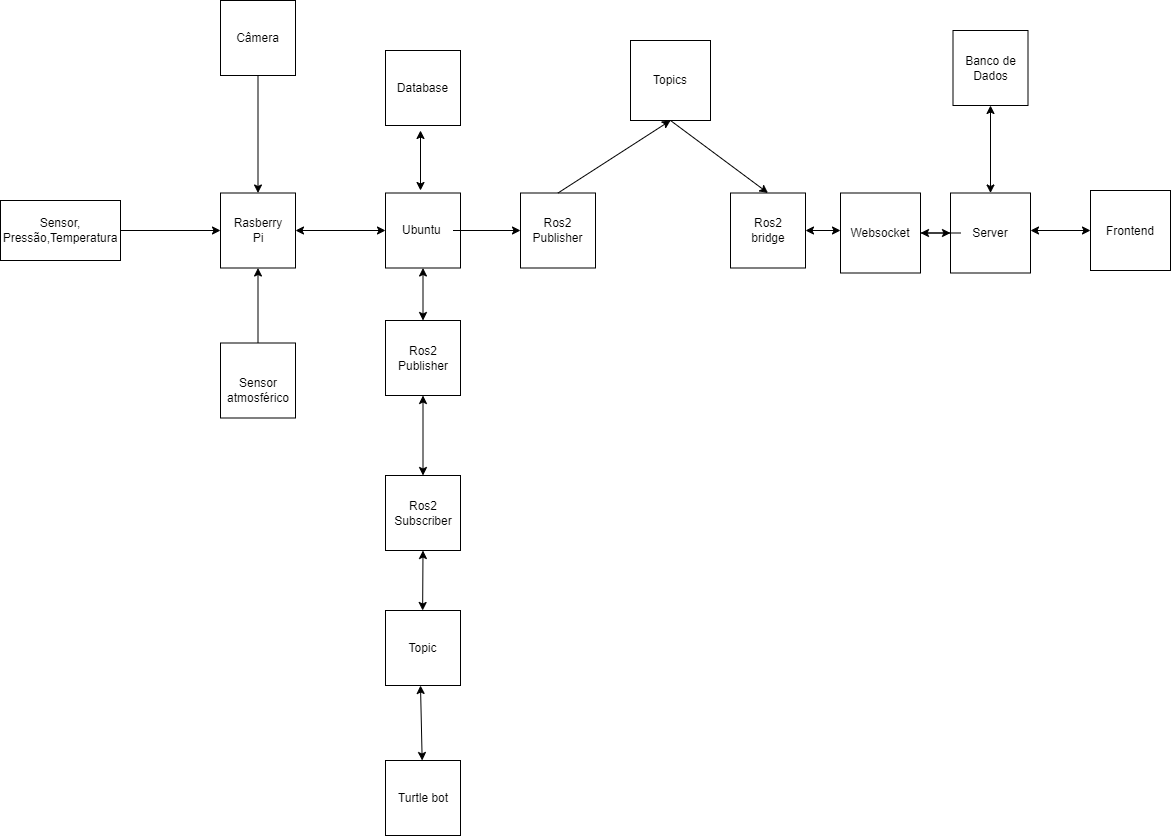 Câmera
Database
Topics
Banco de
Dados
Sensor,
Pressão,Temperatura
Rasberry
Pi
Ubuntu
Ros2
Publisher
Ros2
bridge
Websocket
Server
Frontend
Ros2
Publisher
Sensor
atmosférico
Ros2
Subscriber
Topic
Turtle bot